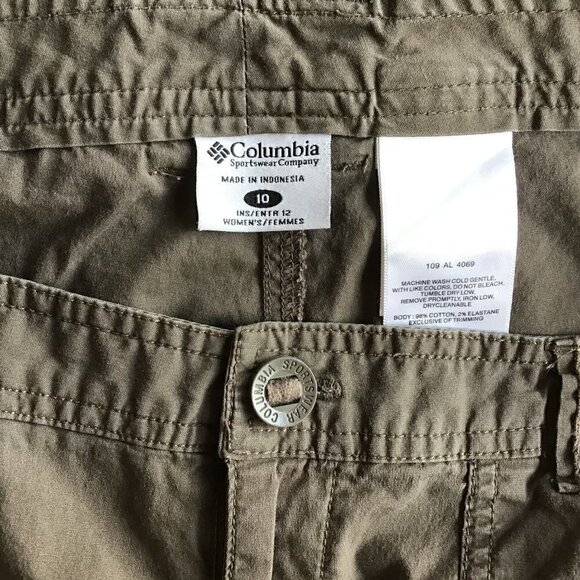 Columbia
Sportswear Company
MADE IN INDONESIA
10
INS/ENTR 12
WOMEN'S/FEMMES
109 AL 4069
MACHINE WASH COLD GENTLE,
WITH LIKE COLORS, DO NOT BLEACH,
TUMBLE DRY LOW,
REMOVE PROMPTLY, IRON LOW,
DRYCLEANABLE
BODY : 98% COTTON, 2% ELASTANE
EXCLUSIVE OF TRIMMING
COLUMBIA SPORTSWEAR